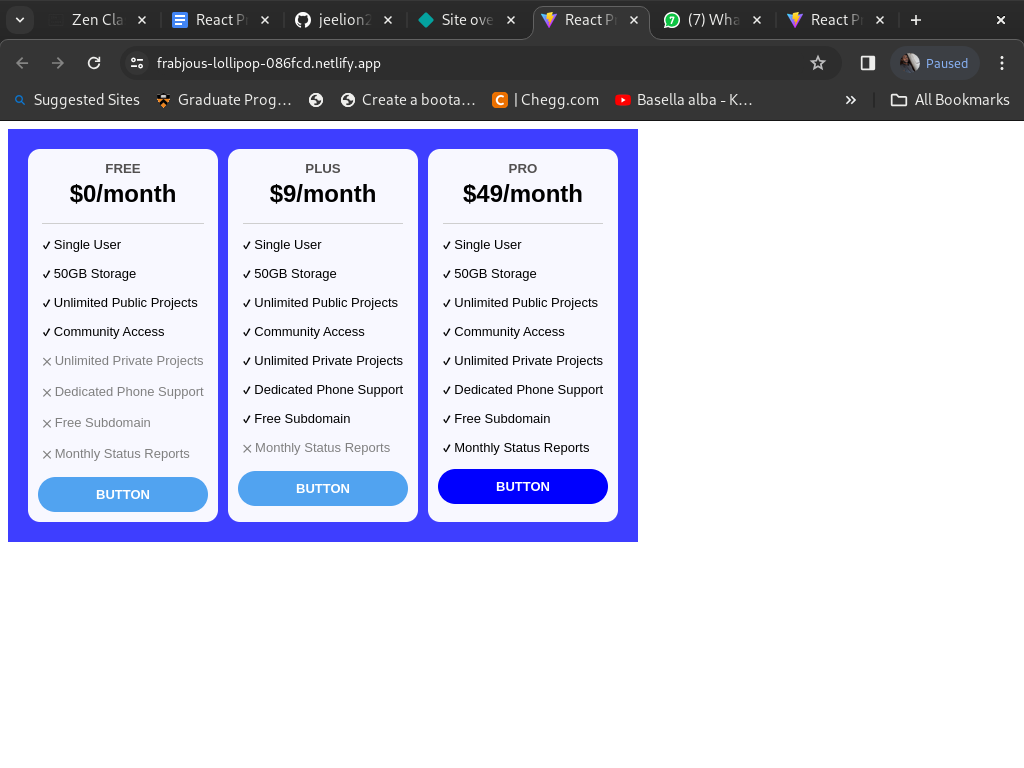 Zen Cla
React P
jeelion2
Site ove
React P
(7) Wha
React P
frabjous-lollipop-086fcd.netlify.app
Paused
Suggested Sites
Graduate Prog…
Create a boota…
| Chegg.com
Basella alba - K…
All Bookmarks
FREE
$0/month
✓ Single User
✓ 50GB Storage
✓ Unlimited Public Projects
✓ Community Access
× Unlimited Private Projects
× Dedicated Phone Support
× Free Subdomain
× Monthly Status Reports
BUTTON
PLUS
$9/month
✓ Single User
✓ 50GB Storage
✓ Unlimited Public Projects
✓ Community Access
✓ Unlimited Private Projects
✓ Dedicated Phone Support
✓ Free Subdomain
× Monthly Status Reports
BUTTON
PRO
$49/month
✓ Single User
✓ 50GB Storage
✓ Unlimited Public Projects
✓ Community Access
✓ Unlimited Private Projects
✓ Dedicated Phone Support
✓ Free Subdomain
✓ Monthly Status Reports
BUTTON